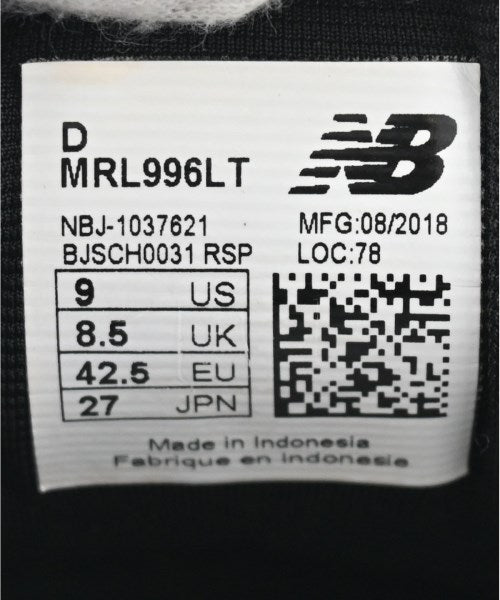 D
MRL996LT
NB
NBJ-1037621
MFG:08/2018
BJSCH0031 RSP
LOC:78
9 US
8.5 UK
42.5 EU
27 JPN
Made in Indonesia
Fabrique en Indonesie